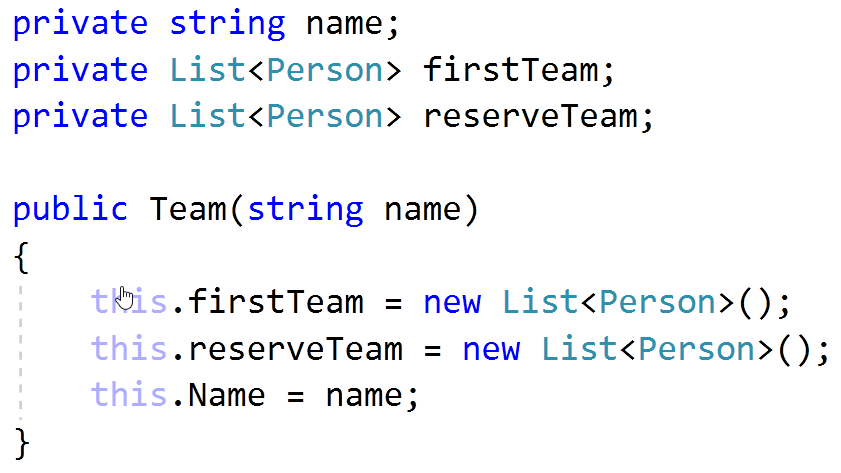 private string name;
private List<Person> firstTeam;
private List<Person> reserveTeam;
public Team(string name)
{
this.firstTeam = new List<Person>();
this.reserveTeam = new List<Person>();
this.Name = name;
}